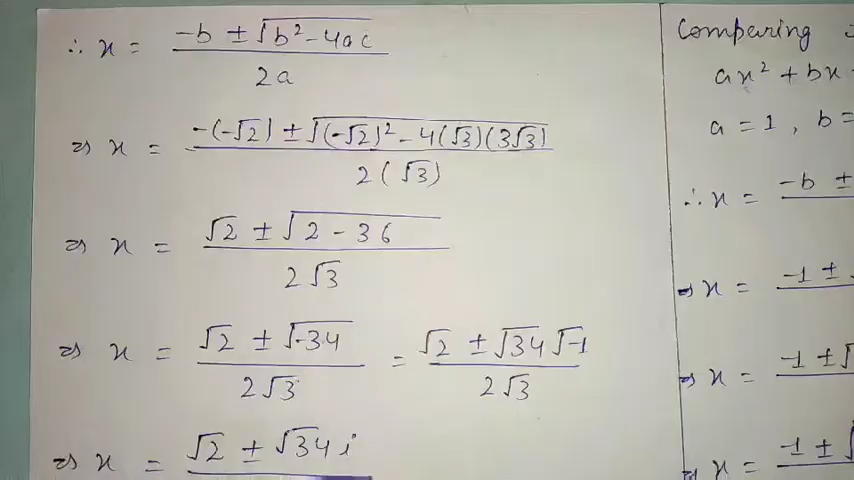 ∴ x = (-b ± √(b² - 4ac)) / 2a
⇒ x = (-(-√2) ± √((-√2)² - 4(√3)(3√3))) / 2(√3)
⇒ x = (√2 ± √(2 - 36)) / 2√3
⇒ x = (√2 ± √(-34)) / 2√3 = (√2 ± √34 √-1) / 2√3
⇒ x = √2 ± √34 i
Comparing
ax² + bx
a = 1, b =
∴ x = -b ±
⇒ x = -1 ±
⇒ x = -1 ± √
⇒ x = -1 ± √